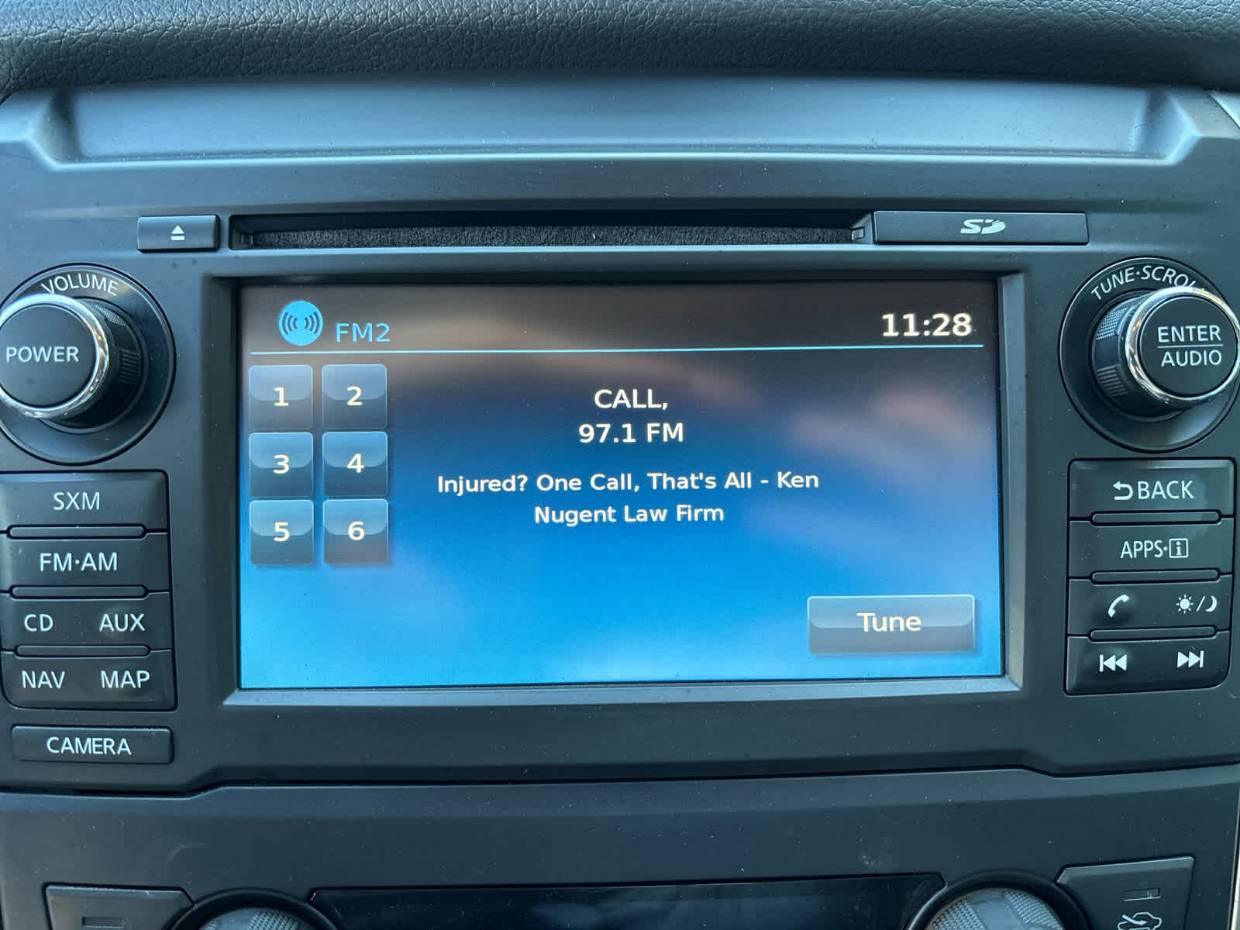 SD
VOLUME
TUNE·SCROLL
POWER
FM2
11:28
ENTER
AUDIO
1
2
CALL,
97.1 FM
3
4
Injured? One Call, That's All - Ken
Nugent Law Firm
5
6
Tune
SXM
FM·AM
CD
AUX
NAV
MAP
CAMERA
BACK
APPS·i